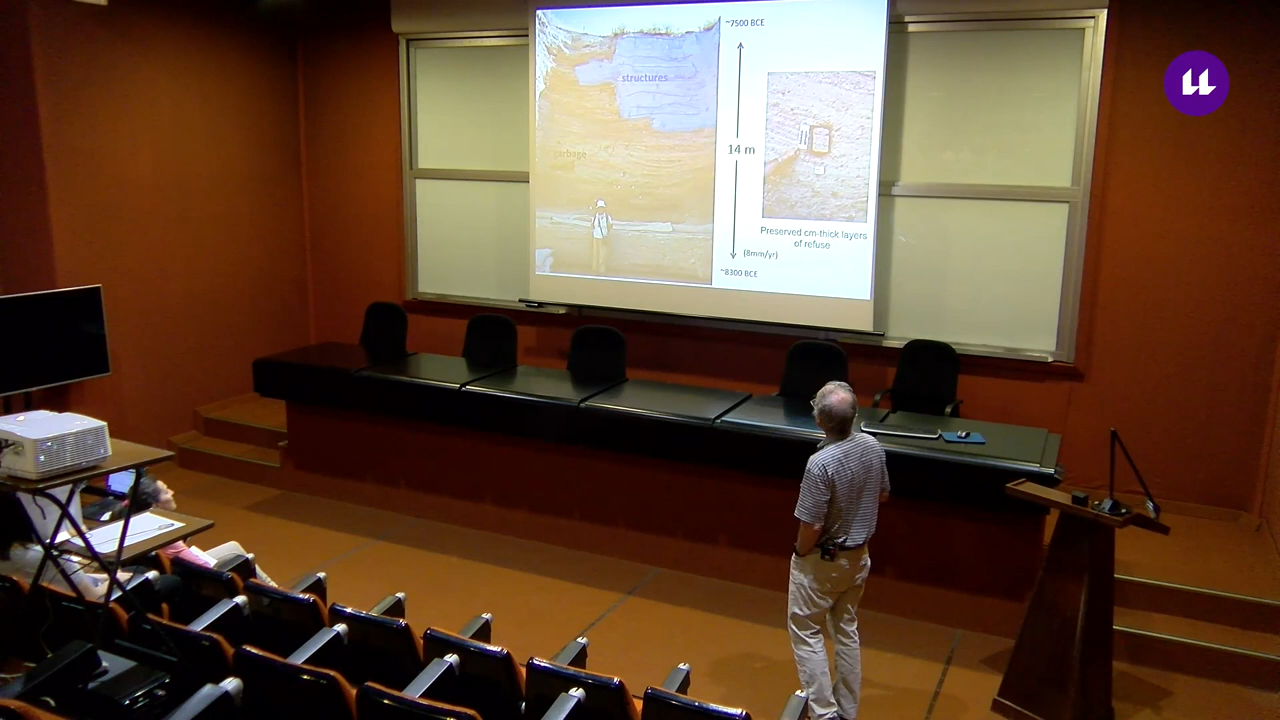 ~7500 BCE
structures
14 m
garbage
Preserved cm-thick layers
of refuse
(8mm/yr)
~8300 BCE